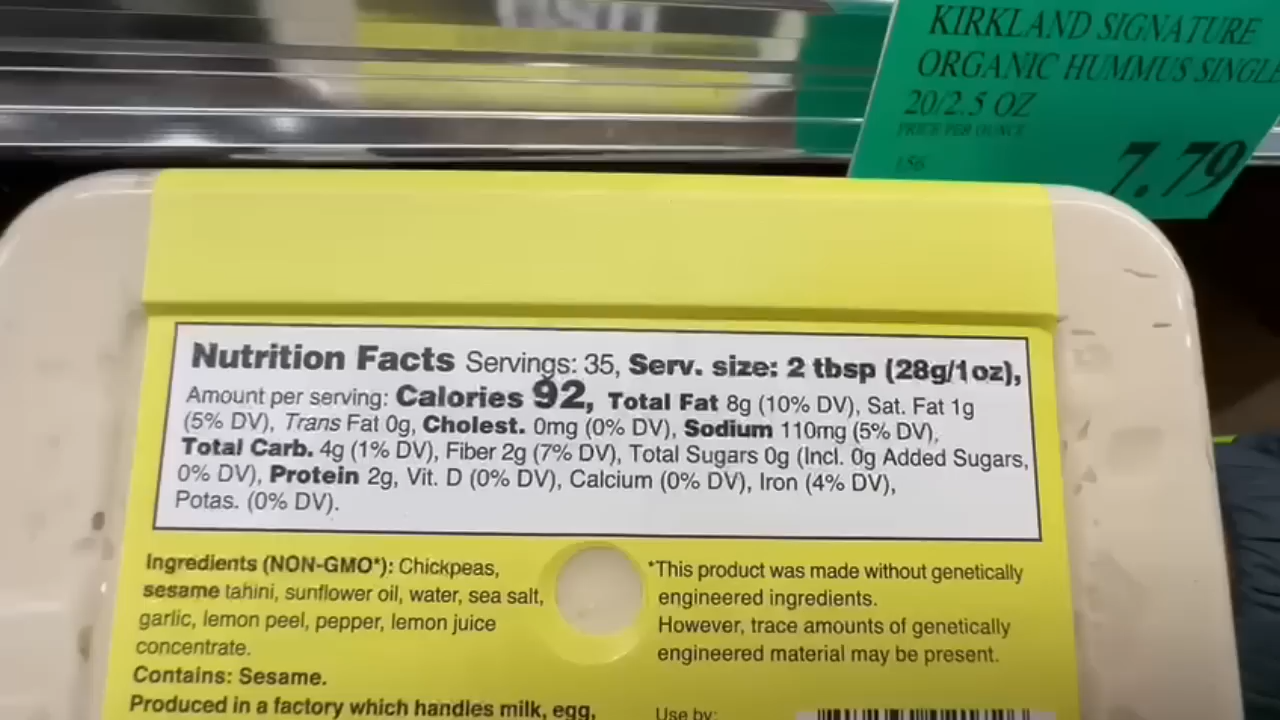 KIRKLAND SIGNATURE
ORGANIC HUMMUS SINGLE
20/2.5 OZ
PRICE PER OUNCE
7.79
Nutrition Facts Servings: 35, Serv. size: 2 tbsp (28g/1oz),
Amount per serving: Calories 92, Total Fat 8g (10% DV), Sat. Fat 1g
(5% DV), Trans Fat 0g, Cholest. 0mg (0% DV), Sodium 110mg (5% DV),
Total Carb. 4g (1% DV), Fiber 2g (7% DV), Total Sugars 0g (Incl. 0g Added Sugars,
0% DV), Protein 2g, Vit. D (0% DV), Calcium (0% DV), Iron (4% DV),
Potas. (0% DV).
Ingredients (NON-GMO*): Chickpeas,
sesame tahini, sunflower oil, water, sea salt,
garlic, lemon peel, pepper, lemon juice
concentrate.
Contains: Sesame.
Produced in a factory which handles milk, egg,
*This product was made without genetically
engineered ingredients.
However, trace amounts of genetically
engineered material may be present.
Use by: